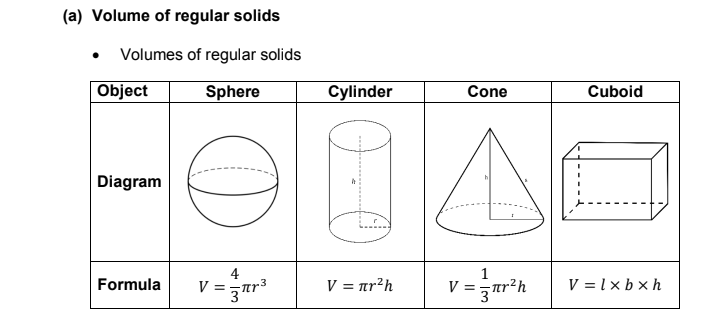 (a) Volume of regular solids
• Volumes of regular solids
Object Sphere Cylinder Cone Cuboid
Diagram
h
r
h
r
Formula V = 4/3 πr³ V = πr²h V = 1/3 πr²h V = l × b × h